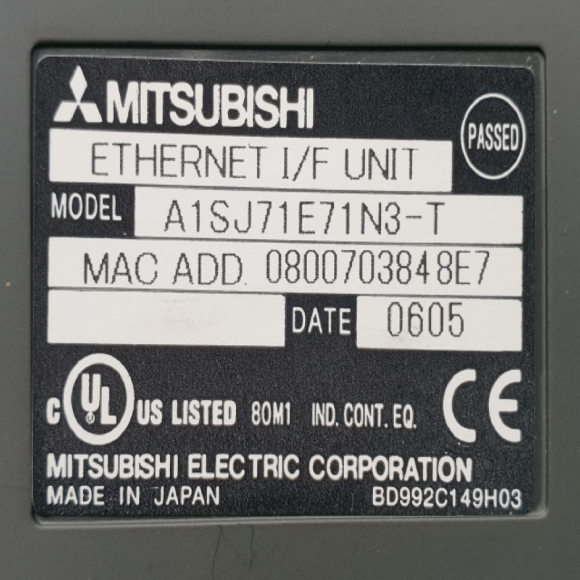 MITSUBISHI
PASSED
ETHERNET I/F UNIT
MODEL A1SJ71E71N3-T
MAC ADD. 0800703848E7
DATE 0605
C UL US LISTED 80M1 IND. CONT. EQ. CE
MITSUBISHI ELECTRIC CORPORATION
MADE IN JAPAN BD992C149H03